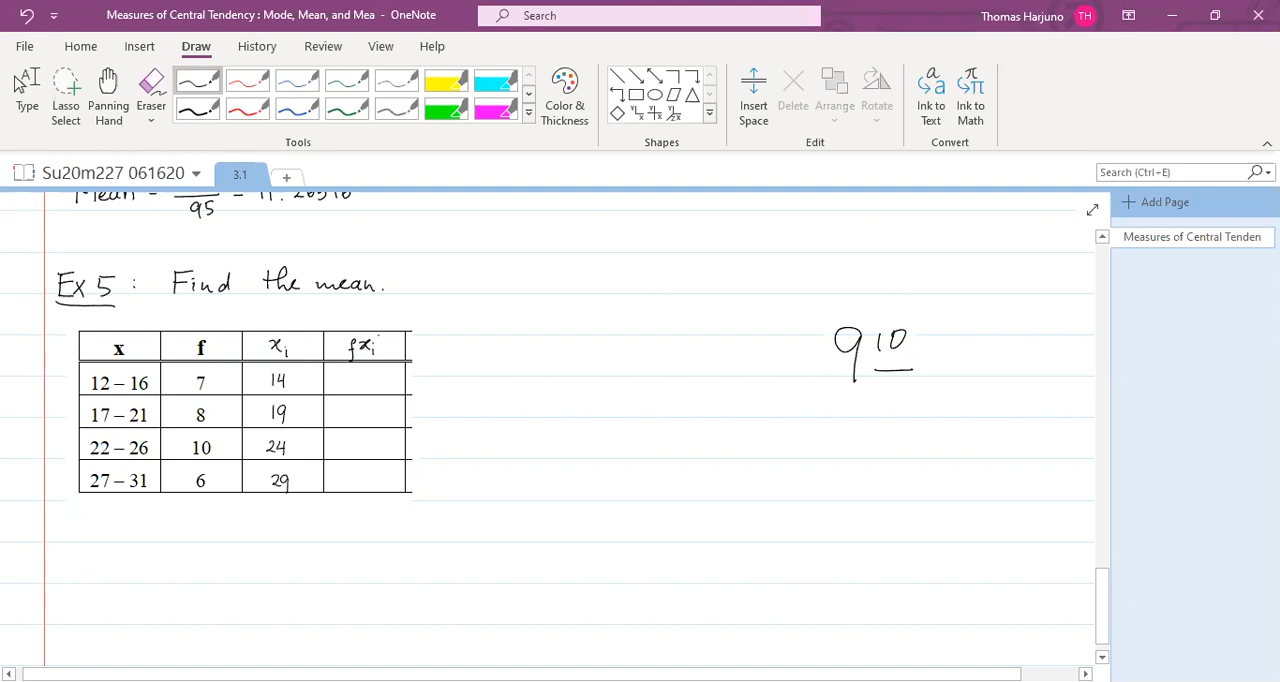 Measures of Central Tendency : Mode, Mean, and Mea - OneNote
Search
Thomas Harjuno TH
File Home Insert Draw History Review View Help
Type Lasso Select Panning Hand Eraser Color & Thickness Insert Space Delete Arrange Rotate Ink to Text Ink to Math
Tools Shapes Edit Convert
Su20m227 061620 3.1 Search (Ctrl+E)
Add Page
Measures of Central Tenden
Mean = 95
Ex 5 : Find the mean.
x f xi fxi
12 – 16 7 14
17 – 21 8 19
22 – 26 10 24
27 – 31 6 29
9 10